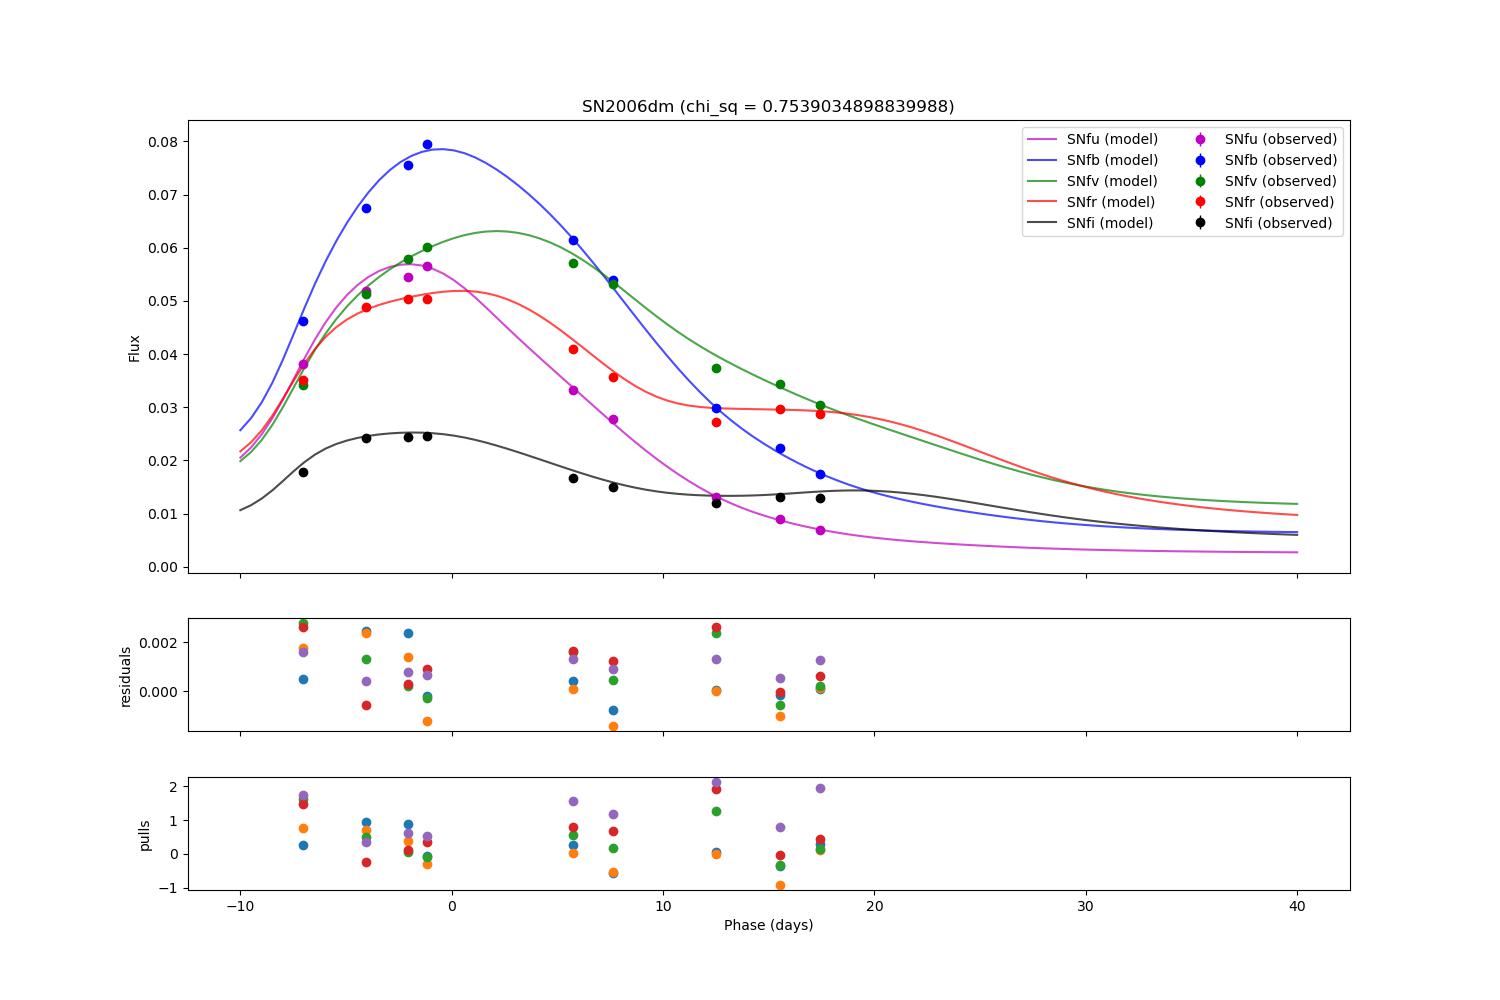 SN2006dm (chi_sq = 0.7539034898839988)
SNfu (model) SNfu (observed)
SNfb (model) SNfb (observed)
SNfv (model) SNfv (observed)
SNfr (model) SNfr (observed)
SNfi (model) SNfi (observed)
Flux
0.08
0.07
0.06
0.05
0.04
0.03
0.02
0.01
0.00
residuals
0.002
0.000
pulls
2
1
0
−1
−10 0 10 20 30 40
Phase (days)